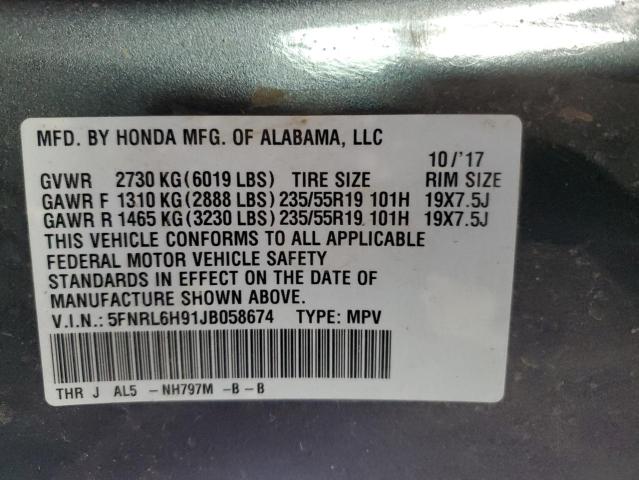 MFD. BY HONDA MFG. OF ALABAMA, LLC
10/'17
GVWR 2730 KG(6019 LBS) TIRE SIZE RIM SIZE
GAWR F 1310 KG(2888 LBS) 235/55R19 101H 19X7.5J
GAWR R 1465 KG(3230 LBS) 235/55R19 101H 19X7.5J
THIS VEHICLE CONFORMS TO ALL APPLICABLE
FEDERAL MOTOR VEHICLE SAFETY
STANDARDS IN EFFECT ON THE DATE OF
MANUFACTURE SHOWN ABOVE.
V.I.N.: 5FNRL6H91JB058674 TYPE: MPV
THR J AL5 -NH797M -B-B